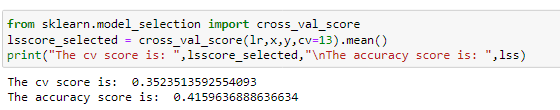 from sklearn.model_selection import cross_val_score
lsscore_selected = cross_val_score(lr,x,y,cv=13).mean()
print("The cv score is: ",lsscore_selected,"\nThe accuracy score is: ",lss)
The cv score is:  0.3523513592554093
The accuracy score is:  0.4159636888636634